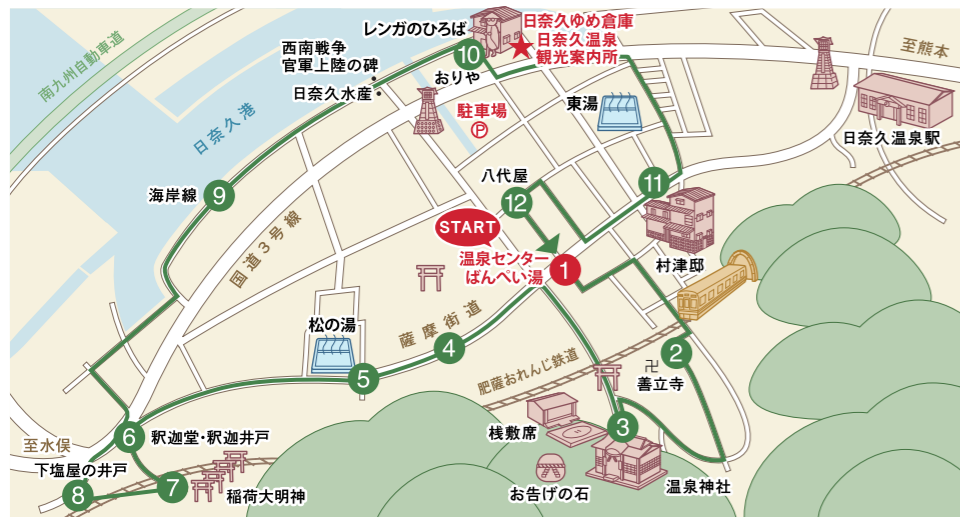 南九州自動車道
日奈久港
西南戦争
官軍上陸の碑
日奈久水産
レンガのひろば
10
おりや
日奈久ゆめ倉庫
日奈久温泉
観光案内所
至熊本
日奈久温泉駅
駐車場
P
東湯
海岸線
9
国道3号線
八代屋
12
11
START
温泉センター
ばんぺい湯
1
村津邸
松の湯
薩摩街道
4
5
肥薩おれんじ鉄道
2
卍
善立寺
3
桟敷席
お告げの石
温泉神社
至水俣
6
釈迦堂・釈迦井戸
下塩屋の井戸
8
7
稲荷大明神